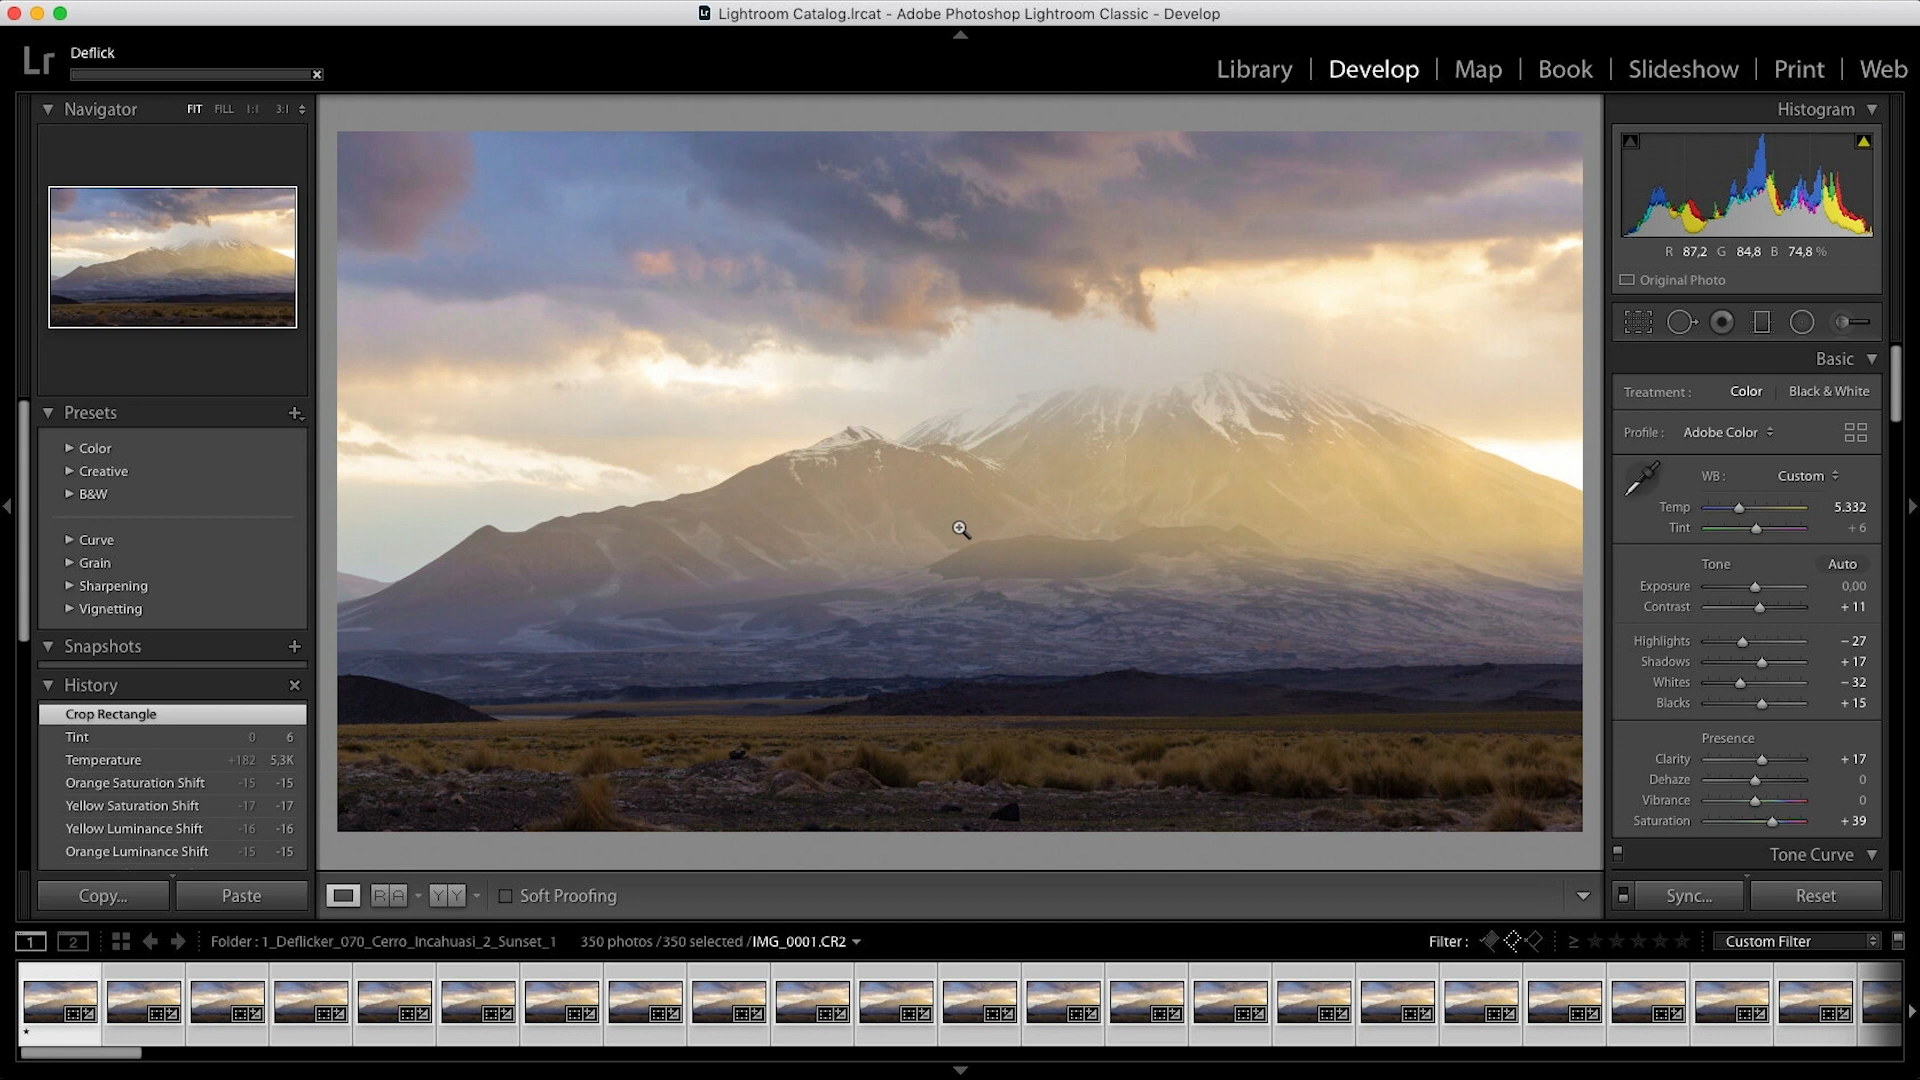 Lightroom Catalog.lrcat - Adobe Photoshop Lightroom Classic - Develop
Lr
Deflick
Library | Develop | Map | Book | Slideshow | Print | Web
Navigator FIT FILL 1:1 3:1
Presets
Color
Creative
B&W
Curve
Grain
Sharpening
Vignetting
Snapshots
History
Crop Rectangle
Tint 0 6
Temperature +182 5,3K
Orange Saturation Shift -15 -15
Yellow Saturation Shift -17 -17
Yellow Luminance Shift -16 -16
Orange Luminance Shift -15 -15
Copy... Paste
R A Y Y Soft Proofing
Histogram
R 87,2 G 84,8 B 74,8 %
Original Photo
Basic
Treatment : Color Black & White
Profile : Adobe Color
WB : Custom
Temp 5.332
Tint + 6
Tone Auto
Exposure 0,00
Contrast + 11
Highlights − 27
Shadows + 17
Whites − 32
Blacks + 15
Presence
Clarity + 17
Dehaze 0
Vibrance 0
Saturation + 39
Tone Curve
Sync... Reset
1 2 Folder : 1_Deflicker_070_Cerro_Incahuasi_2_Sunset_1 350 photos / 350 selected / IMG_0001.CR2 Filter : ≥ Custom Filter